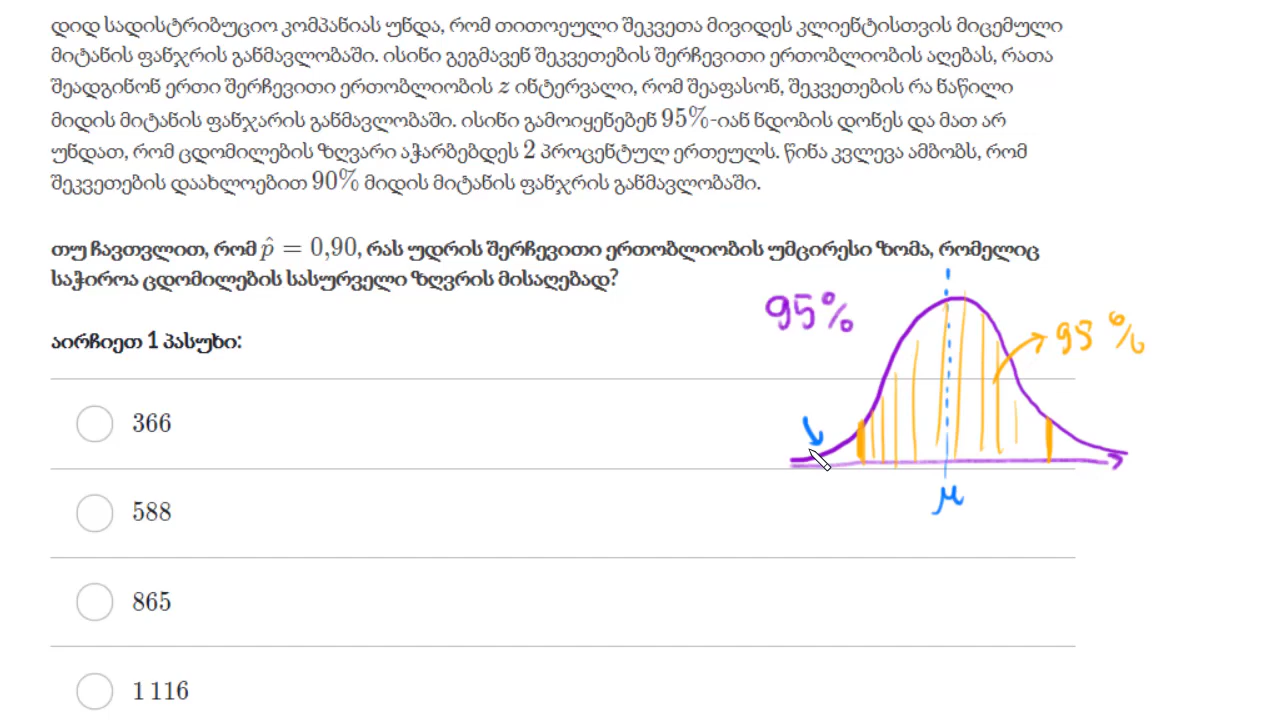 დიდ სადისტრიბუციო კომპანიას უნდა, რომ თითოეული შეკვეთა მივიდეს კლიენტისთვის მიცემული
მიტანის ფანჯრის განმავლობაში. ისინი გეგმავენ შეკვეთების შერჩევითი ერთობლიობის აღებას, რათა
შეადგინონ ერთი შერჩევითი ერთობლიობის z ინტერვალი, რომ შეაფასონ, შეკვეთების რა ნაწილი
მიდის მიტანის ფანჯარის განმავლობაში. ისინი გამოიყენებენ 95%-იან ნდობის დონეს და მათ არ
უნდათ, რომ ცდომილების ზღვარი აჭარბებდეს 2 პროცენტულ ერთეულს. წინა კვლევა ამბობს, რომ
შეკვეთების დაახლოებით 90% მიდის მიტანის ფანჯრის განმავლობაში.
თუ ჩავთვლით, რომ p̂ = 0,90, რას უდრის შერჩევითი ერთობლიობის უმცირესი ზომა, რომელიც
საჭიროა ცდომილების სასურველი ზღვრის მისაღებად?
95%
95 %
აირჩიეთ 1 პასუხი:
366
μ
588
865
1 116